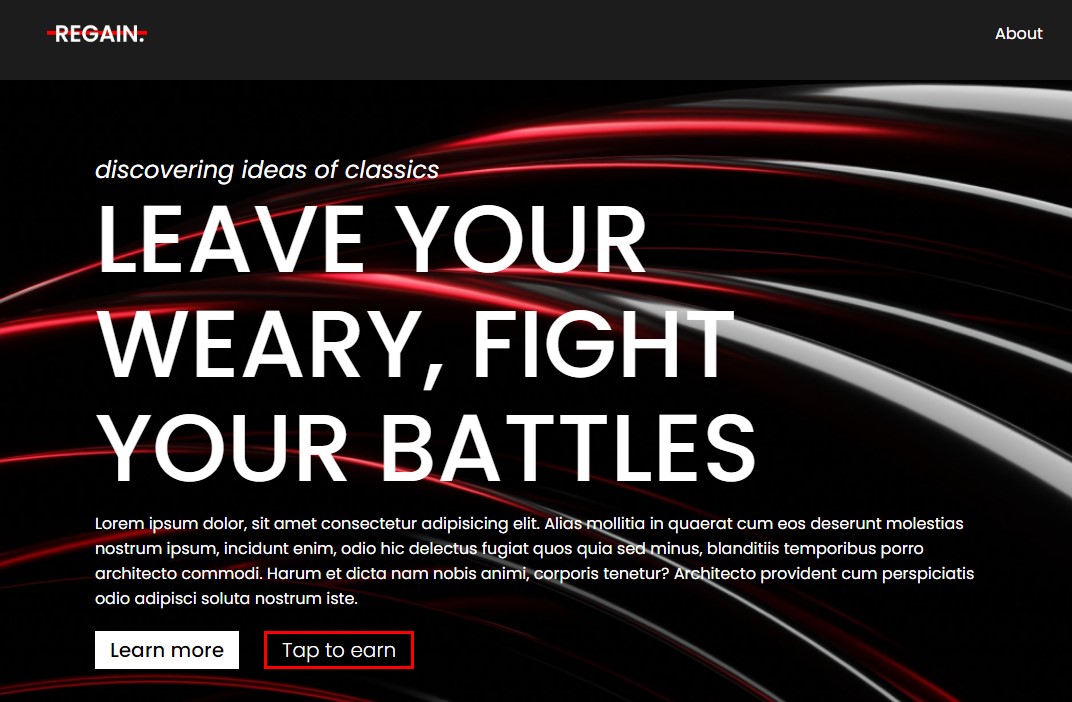 REGAIN.
About
discovering ideas of classics
LEAVE YOUR
WEARY, FIGHT
YOUR BATTLES
Lorem ipsum dolor, sit amet consectetur adipisicing elit. Alias mollitia in quaerat cum eos deserunt molestias
nostrum ipsum, incidunt enim, odio hic delectus fugiat quos quia sed minus, blanditiis temporibus porro
architecto commodi. Harum et dicta nam nobis animi, corporis tenetur? Architecto provident cum perspiciatis
odio adipisci soluta nostrum iste.
Learn more
Tap to earn